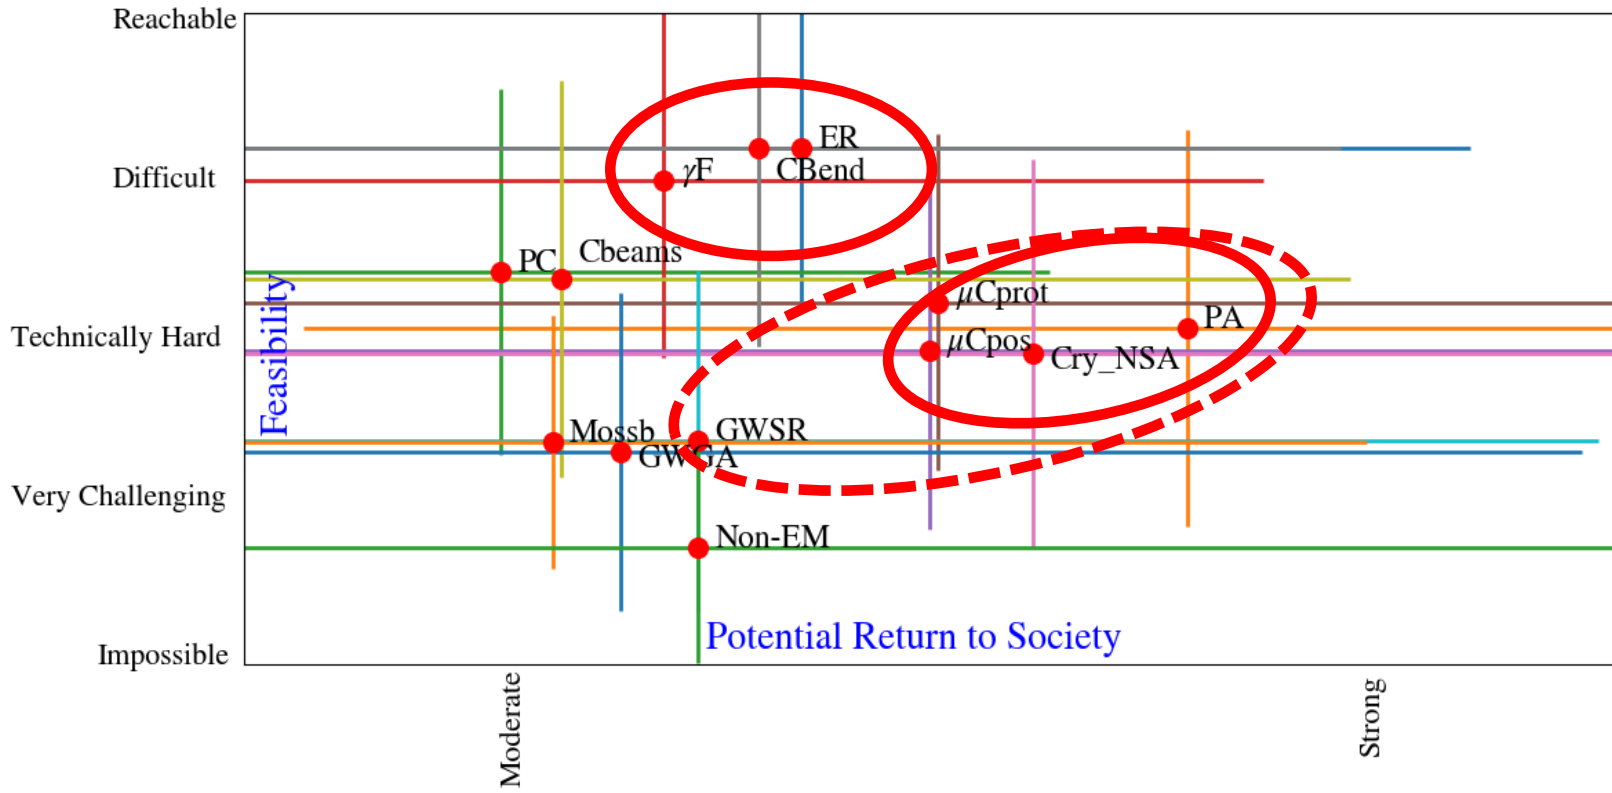 Reachable
Difficult
Technically Hard
Very Challenging
Impossible
Feasibility
ER
CBend
γF
PC
Cbeams
μCprot
PA
μCpos
Cry_NSA
Mossb
GWSR
GWGA
Non-EM
Potential Return to Society
Moderate
Strong